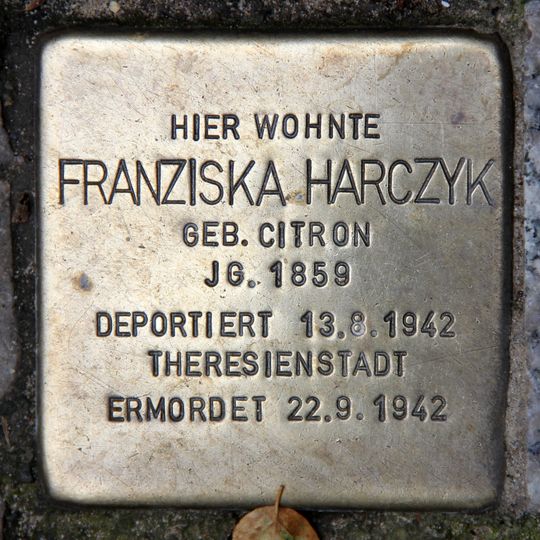 HIER WOHNTE
FRANZISKA HARCZYK
GEB. CITRON
JG. 1859
DEPORTIERT 13.8.1942
THERESIENSTADT
ERMORDET 22.9.1942